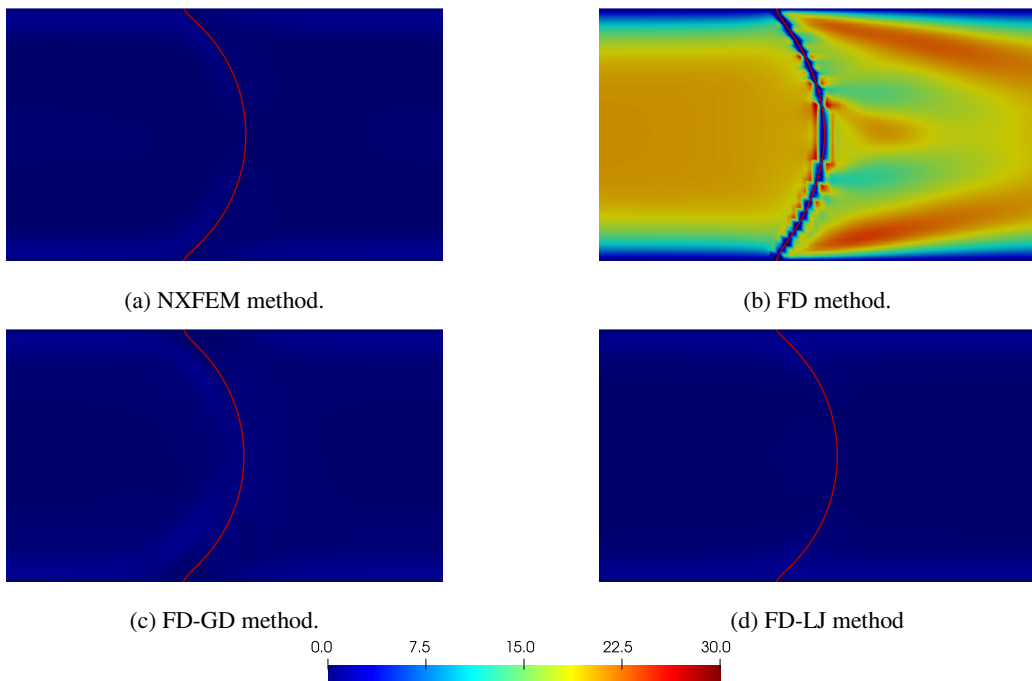 (a) NXFEM method.
(b) FD method.
(c) FD-GD method.
(d) FD-LJ method
0.0 7.5 15.0 22.5 30.0